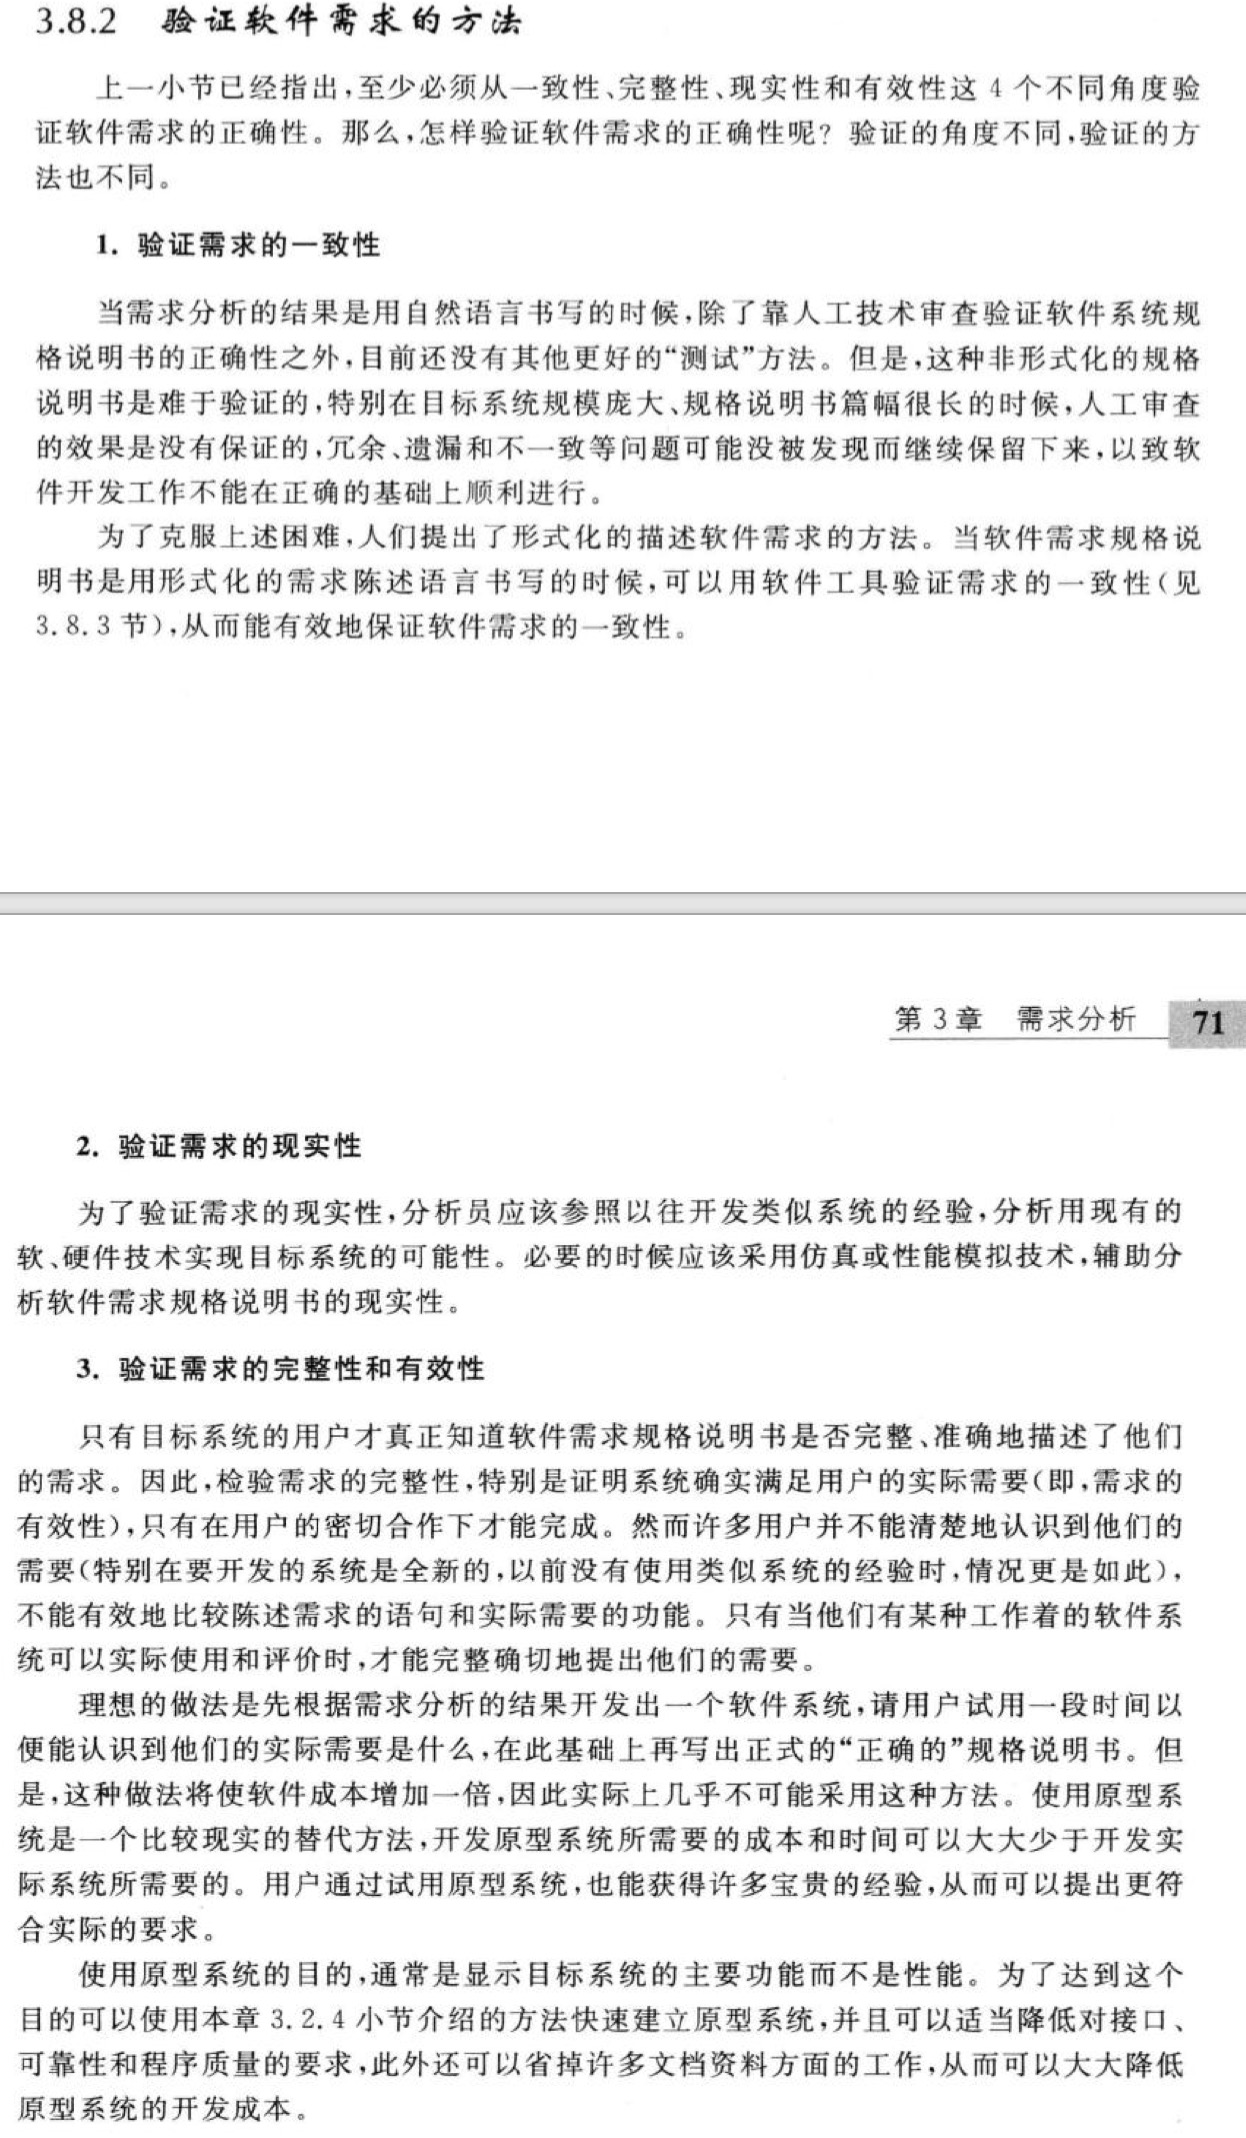 3.8.2 验证软件需求的方法
上一小节已经指出,至少必须从一致性、完整性、现实性和有效性这 4 个不同角度验
证软件需求的正确性。那么,怎样验证软件需求的正确性呢? 验证的角度不同,验证的方
法也不同。
1. 验证需求的一致性
当需求分析的结果是用自然语言书写的时候,除了靠人工技术审查验证软件系统规
格说明书的正确性之外,目前还没有其他更好的“测试”方法。但是,这种非形式化的规格
说明书是难于验证的,特别在目标系统规模庞大、规格说明书篇幅很长的时候,人工审查
的效果是没有保证的,冗余、遗漏和不一致等问题可能没被发现而继续保留下来,以致软
件开发工作不能在正确的基础上顺利进行。
为了克服上述困难,人们提出了形式化的描述软件需求的方法。当软件需求规格说
明书是用形式化的需求陈述语言书写的时候,可以用软件工具验证需求的一致性(见
3.8.3 节),从而能有效地保证软件需求的一致性。
第 3 章 需求分析 71
2. 验证需求的现实性
为了验证需求的现实性,分析员应该参照以往开发类似系统的经验,分析用现有的
软、硬件技术实现目标系统的可能性。必要的时候应该采用仿真或性能模拟技术,辅助分
析软件需求规格说明书的现实性。
3. 验证需求的完整性和有效性
只有目标系统的用户才真正知道软件需求规格说明书是否完整、准确地描述了他们
的需求。因此,检验需求的完整性,特别是证明系统确实满足用户的实际需要(即,需求的
有效性),只有在用户的密切合作下才能完成。然而许多用户并不能清楚地认识到他们的
需要(特别在要开发的系统是全新的,以前没有使用类似系统的经验时,情况更是如此),
不能有效地比较陈述需求的语句和实际需要的功能。只有当他们有某种工作着的软件系
统可以实际使用和评价时,才能完整确切地提出他们的需要。
理想的做法是先根据需求分析的结果开发出一个软件系统,请用户试用一段时间以
便能认识到他们的实际需要是什么,在此基础上再写出正式的“正确的”规格说明书。但
是,这种做法将使软件成本增加一倍,因此实际上几乎不可能采用这种方法。使用原型系
统是一个比较现实的替代方法,开发原型系统所需要的成本和时间可以大大少于开发实
际系统所需要的。用户通过试用原型系统,也能获得许多宝贵的经验,从而可以提出更符
合实际的要求。
使用原型系统的目的,通常是显示目标系统的主要功能而不是性能。为了达到这个
目的可以使用本章 3.2.4 小节介绍的方法快速建立原型系统,并且可以适当降低对接口、
可靠性和程序质量的要求,此外还可以省掉许多文档资料方面的工作,从而可以大大降低
原型系统的开发成本。